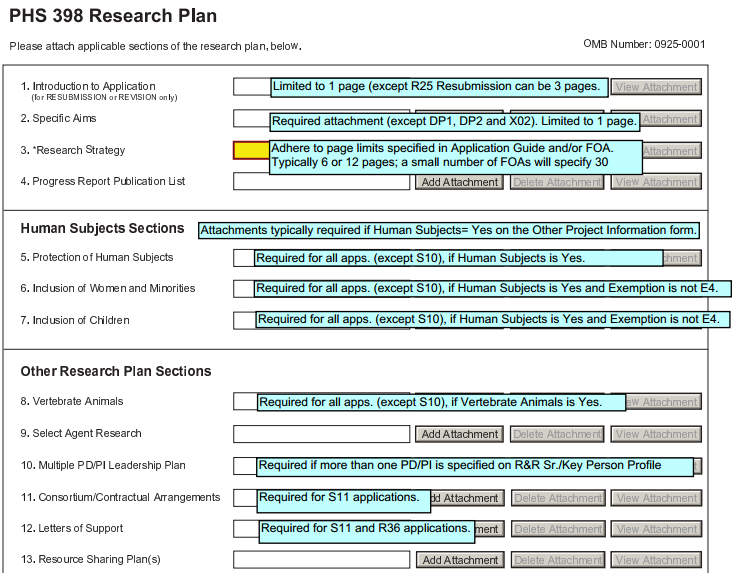 PHS 398 Research Plan
Please attach applicable sections of the research plan, below.
OMB Number: 0925-0001
1. Introduction to Application
(for RESUBMISSION or REVISION only)
Limited to 1 page (except R25 Resubmission can be 3 pages.
View Attachment
2. Specific Aims
Required attachment (except DP1, DP2 and X02). Limited to 1 page.
Attachment
3. *Research Strategy
Adhere to page limits specified in Application Guide and/or FOA.
Typically 6 or 12 pages; a small number of FOAs will specify 30
Attachment
4. Progress Report Publication List
Add Attachment
Delete Attachment
View Attachment
Human Subjects Sections
Attachments typically required if Human Subjects= Yes on the Other Project Information form.
5. Protection of Human Subjects
Required for all apps. (except S10), if Human Subjects is Yes.
hment
6. Inclusion of Women and Minorities
Required for all apps. (except S10), if Human Subjects is Yes and Exemption is not E4.
7. Inclusion of Children
Required for all apps. (except S10), if Human Subjects is Yes and Exemption is not E4.
Other Research Plan Sections
8. Vertebrate Animals
Required for all apps. (except S10), if Vertebrate Animals is Yes.
ew Attachment
9. Select Agent Research
Add Attachment
Delete Attachment
View Attachment
10. Multiple PD/PI Leadership Plan
Required if more than one PD/PI is specified on R&R Sr./Key Person Profile
11. Consortium/Contractual Arrangements
Required for S11 applications.
dd Attachment
Delete Attachment
View Attachment
12. Letters of Support
Required for S11 and R36 applications.
ment
Delete Attachment
View Attachment
13. Resource Sharing Plan(s)
Add Attachment
Delete Attachment
View Attachment